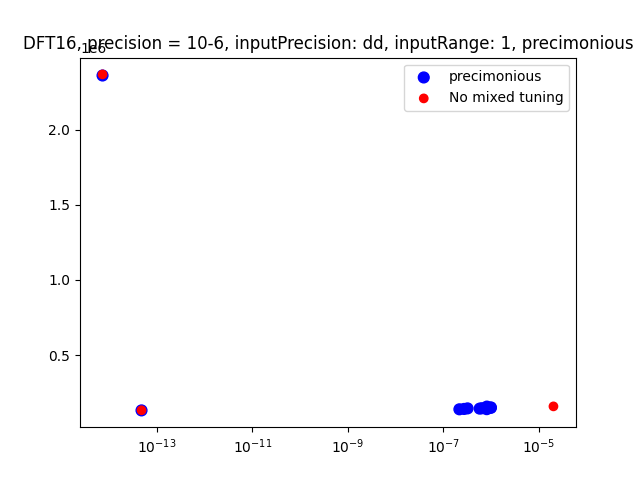 DFT16, precision = 10-6, inputPrecision: dd, inputRange: 1, precimonious
1e6
precimonious
No mixed tuning
2.0
1.5
1.0
0.5
10⁻¹³ 10⁻¹¹ 10⁻⁹ 10⁻⁷ 10⁻⁵